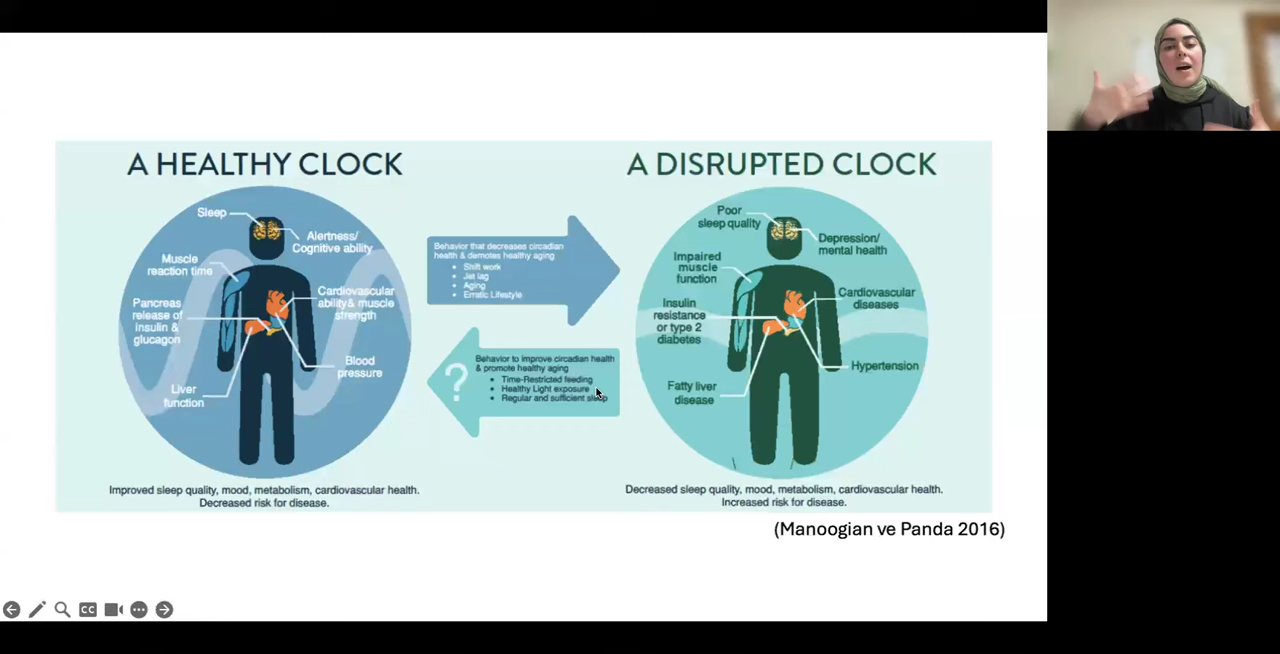 A HEALTHY CLOCK
Sleep
Alertness/
Cognitive ability
Muscle
reaction time
Cardiovascular
ability& muscle
strength
Pancreas
release of
insulin &
glucagon
Blood
pressure
Liver
function
Improved sleep quality, mood, metabolism, cardiovascular health.
Decreased risk for disease.
Behavior that decreases circadian
health & demotes healthy aging
• Shift work
• Jet lag
• Aging
• Erratic Lifestyle
?
Behavior to improve circadian health
& promote healthy aging
• Time-Restricted feeding
• Healthy Light exposure
• Regular and sufficient sleep
A DISRUPTED CLOCK
Poor
sleep quality
Depression/
mental health
Impaired
muscle
function
Cardiovascular
diseases
Insulin
resistance
or type 2
diabetes
Hypertension
Fatty liver
disease
Decreased sleep quality, mood, metabolism, cardiovascular health.
Increased risk for disease.
(Manoogian ve Panda 2016)
CC